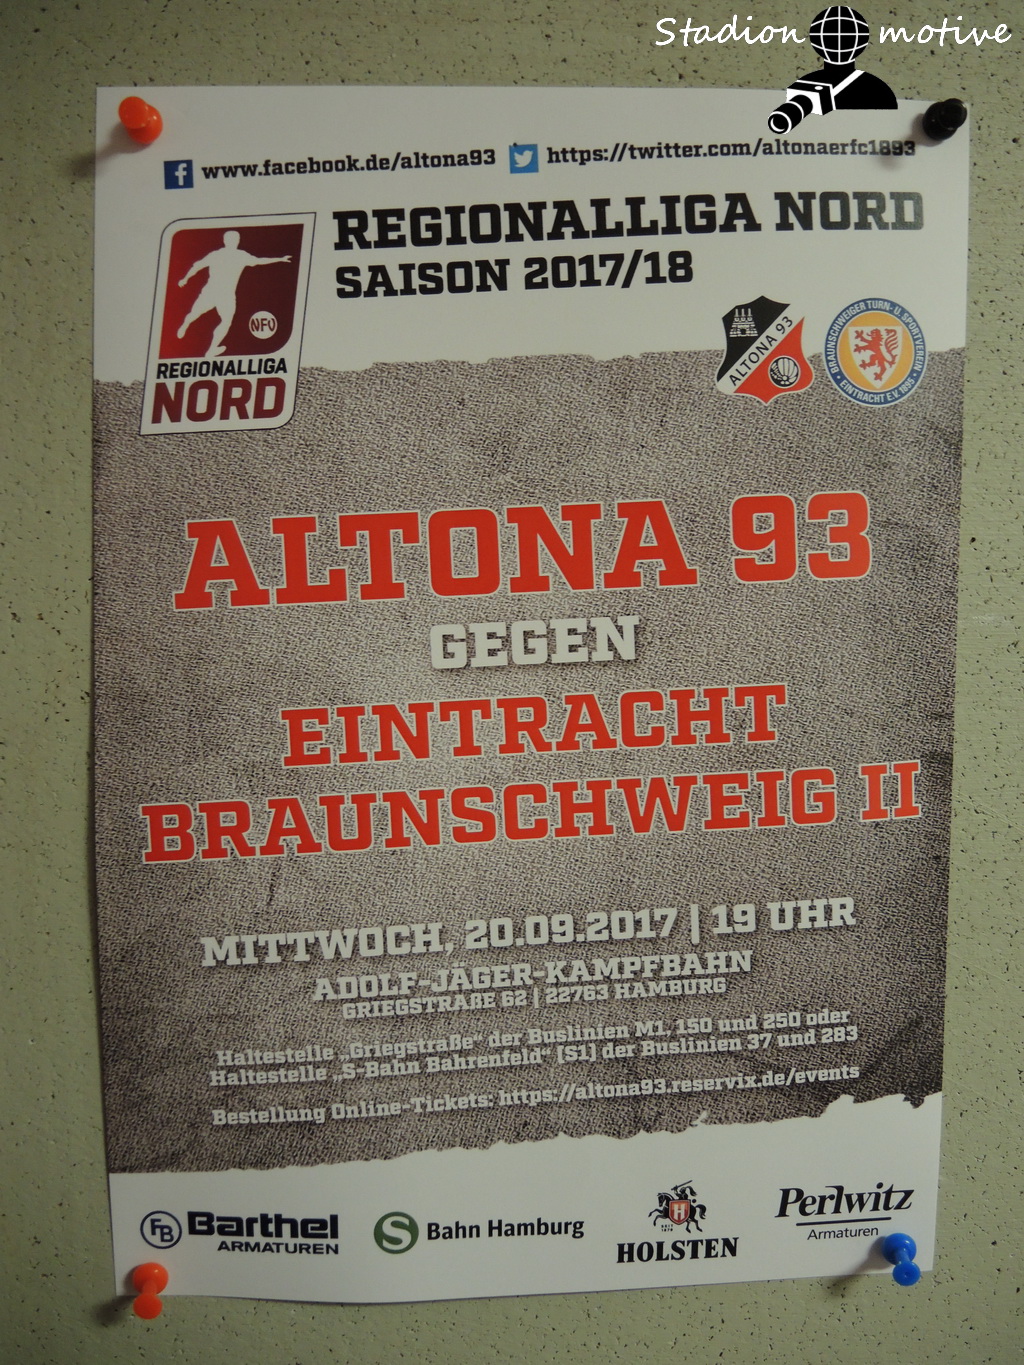 Stadion motive
www.facebook.de/altona93 https://twitter.com/altonaerfc1893
REGIONALLIGA NORD
SAISON 2017/18
NFV
REGIONALLIGA
NORD
ALTONA 93
BRAUNSCHWEIGER TURN- U. SPORTVEREIN
EINTRACHT E.V. 1895
ALTONA 93
GEGEN
EINTRACHT
BRAUNSCHWEIG II
MITTWOCH, 20.09.2017 | 19 UHR
ADOLF-JÄGER-KAMPFBAHN
GRIEGSTRAßE 62 | 22763 HAMBURG
Haltestelle „Griegstraße“ der Buslinien M1, 150 und 250 oder
Haltestelle „S-Bahn Bahrenfeld“ [S1] der Buslinien 37 und 283
Bestellung Online-Tickets: https://altona93.reservix.de/events
FB Barthel
ARMATUREN
S Bahn Hamburg
H
HOLSTEN
Perlwitz
Armaturen